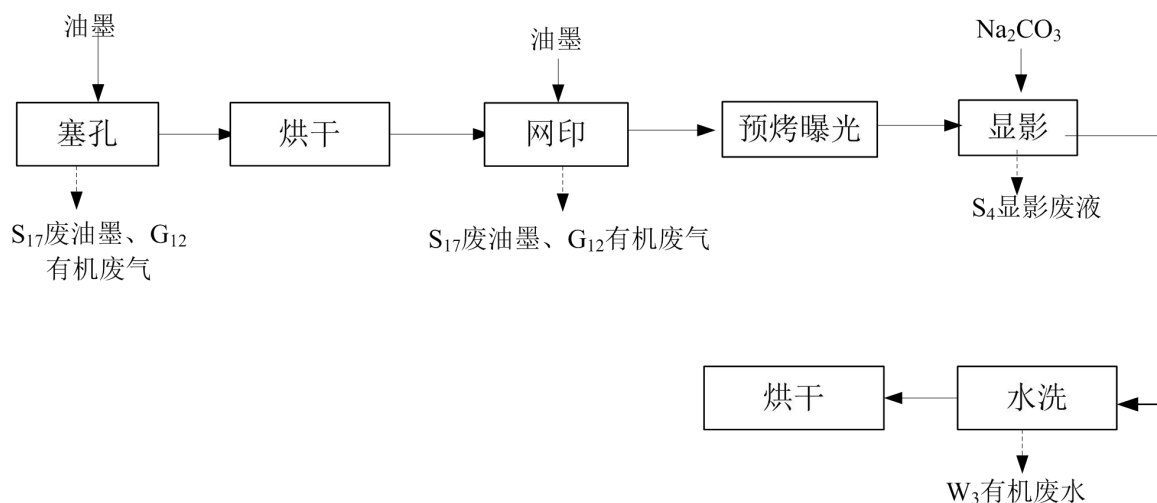 油墨
油墨
Na₂CO₃
塞孔
烘干
网印
预烤曝光
显影
S₁₇废油墨、G₁₂
有机废气
S₁₇废油墨、G₁₂有机废气
S₄显影废液
烘干
水洗
W₃有机废水